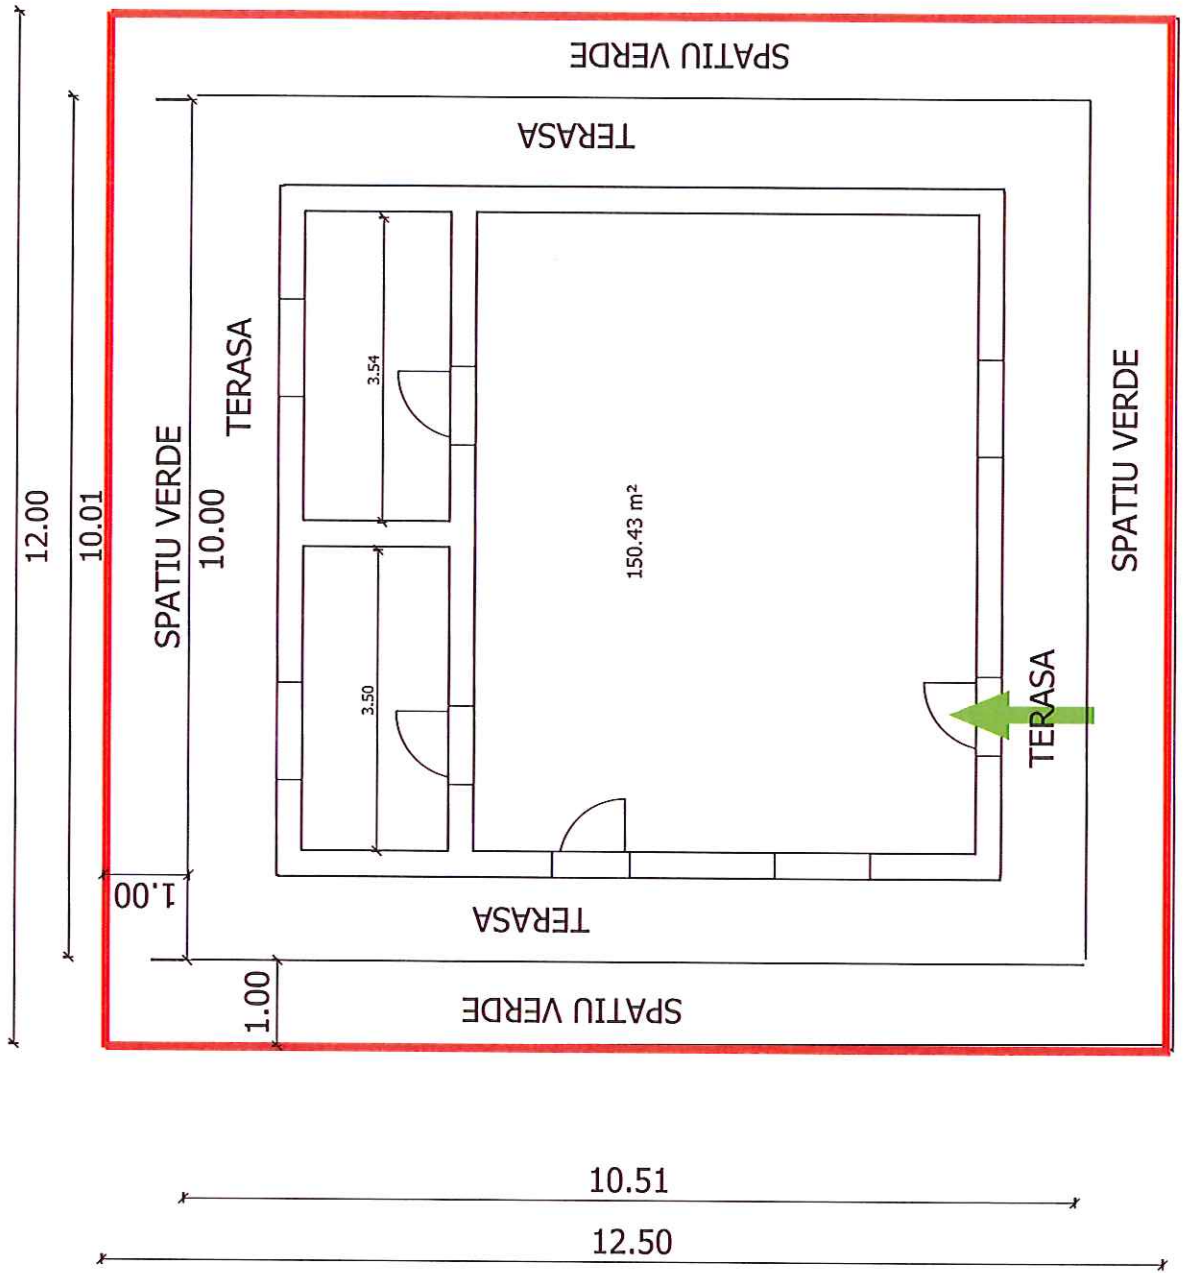 SPATIU VERDE
TERASA
TERASA
SPATIU VERDE
3.54
12.00
10.01
10.00
150.43 m²
SPATIU VERDE
3.50
TERASA
1.00
TERASA
1.00
SPATIU VERDE
10.51
12.50